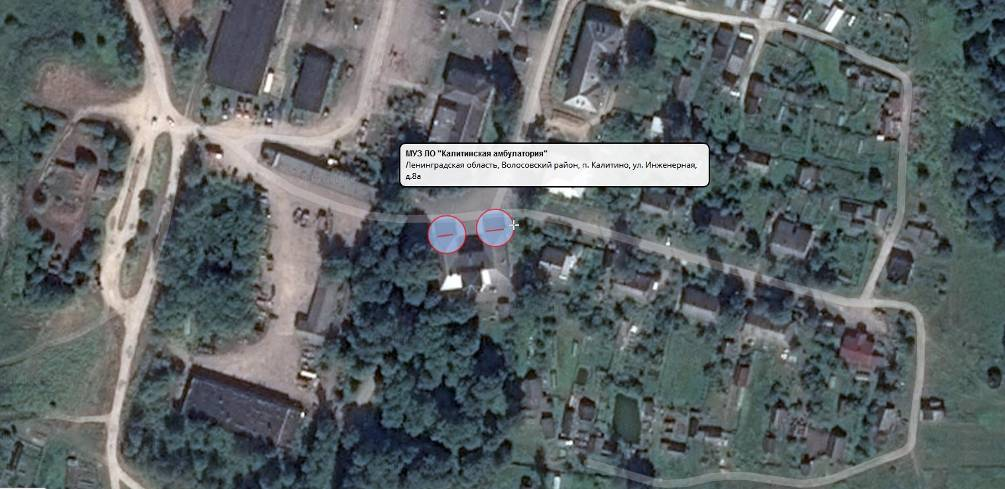 МУЗ ЛО "Калитинская амбулатория"
Ленинградская область, Волосовский район, п. Калитино, ул. Инженерная,
д.8а